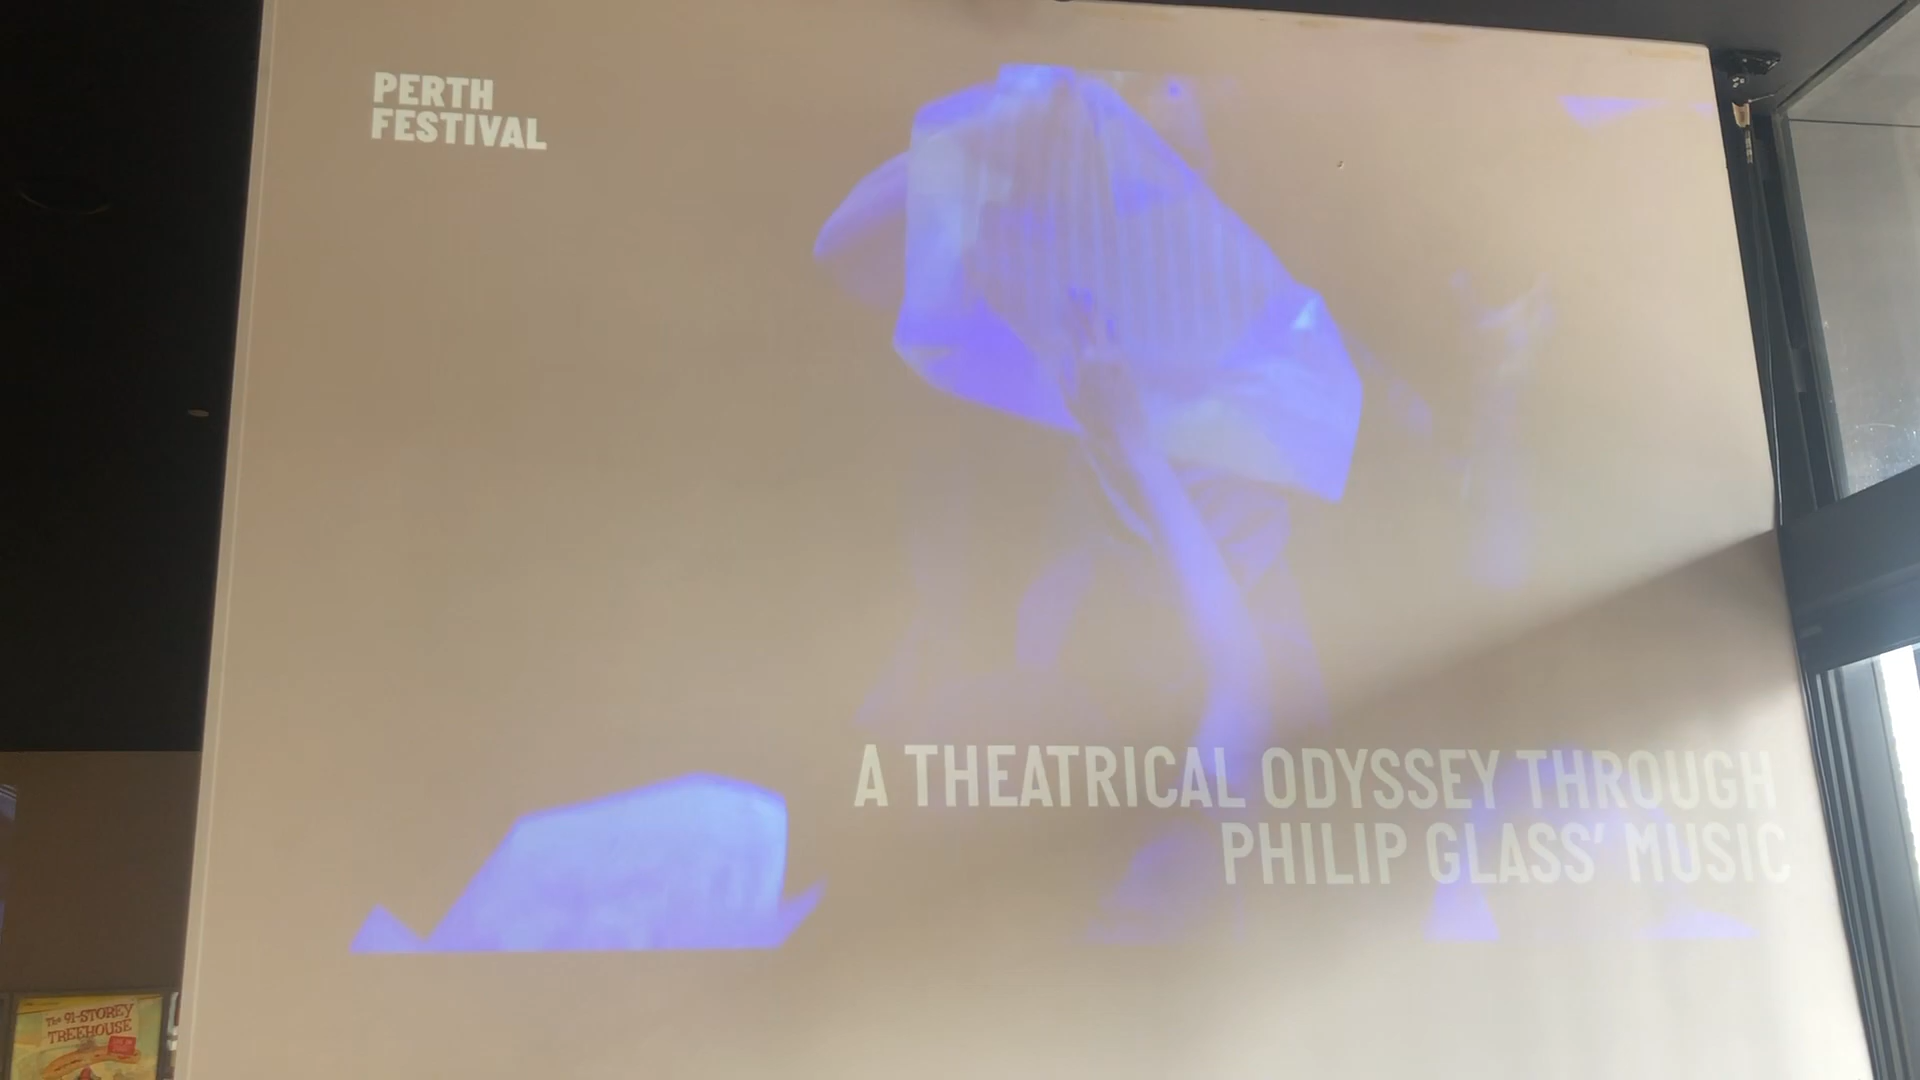 PERTH
FESTIVAL
A THEATRICAL ODYSSEY THROUGH
PHILIP GLASS' MUSIC
The 91-STOREY
TREEHOUSE